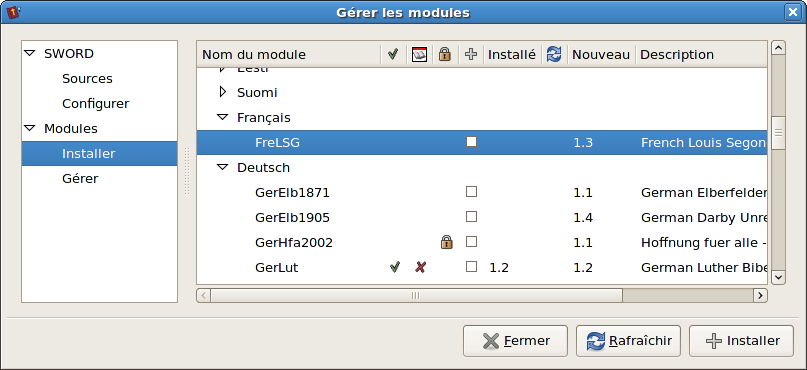 Gérer les modules
SWORD
Sources
Configurer
Modules
Installer
Gérer
Nom du module Installé Nouveau Description
Eesti
Suomi
Français
FreLSG 1.3 French Louis Segon
Deutsch
GerElb1871 1.1 German Elberfelder
GerElb1905 1.4 German Darby Unre
GerHfa2002 1.1 Hoffnung fuer alle -
GerLut 1.2 1.2 German Luther Bibe
Fermer Rafraîchir Installer